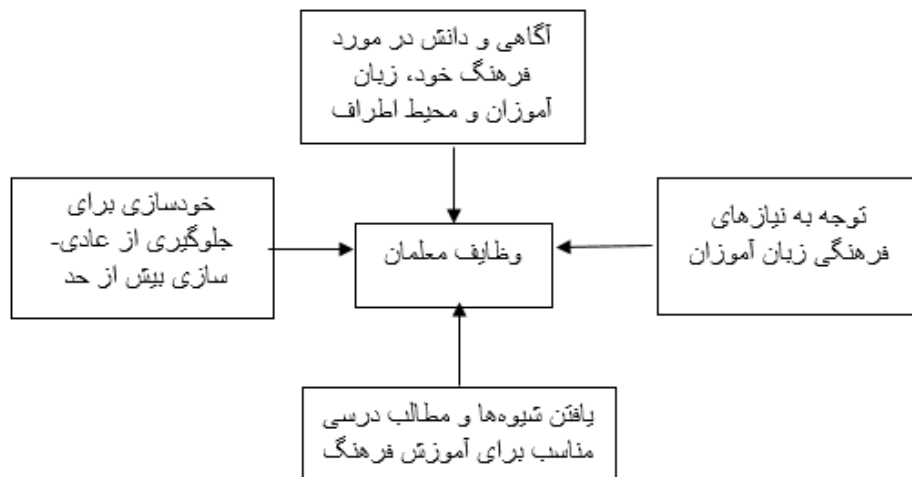 آگاهی و دانش در مورد
فرهنگ خود، زبان
آموزان و محیط اطراف
توجه به نیازهای
فرهنگی زبان آموزان
وظایف معلمان
خودسازی برای
جلوگیری از عادی-
سازی بیش از حد
یافتن شیوه‌ها و مطالب درسی
مناسب برای آموزش فرهنگ